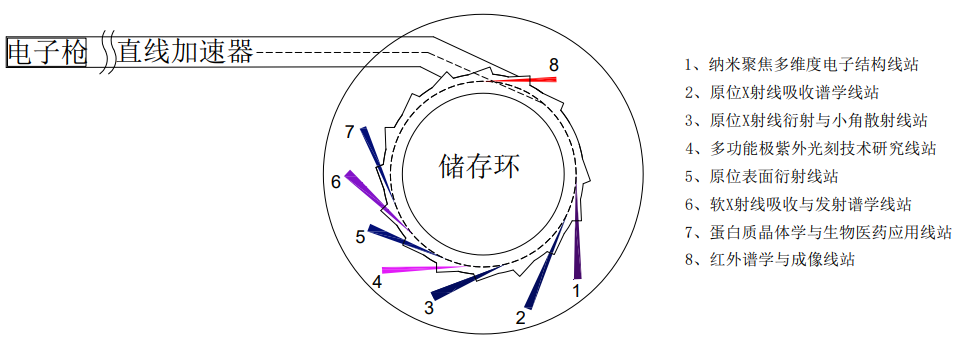 电子枪 直线加速器
8
7
储存环
6
5
4
3
2
1
1、纳米聚焦多维度电子结构线站
2、原位X射线吸收谱学线站
3、原位X射线衍射与小角散射线站
4、多功能极紫外光刻技术研究线站
5、原位表面衍射线站
6、软X射线吸收与发射谱学线站
7、蛋白质晶体学与生物医药应用线站
8、红外谱学与成像线站